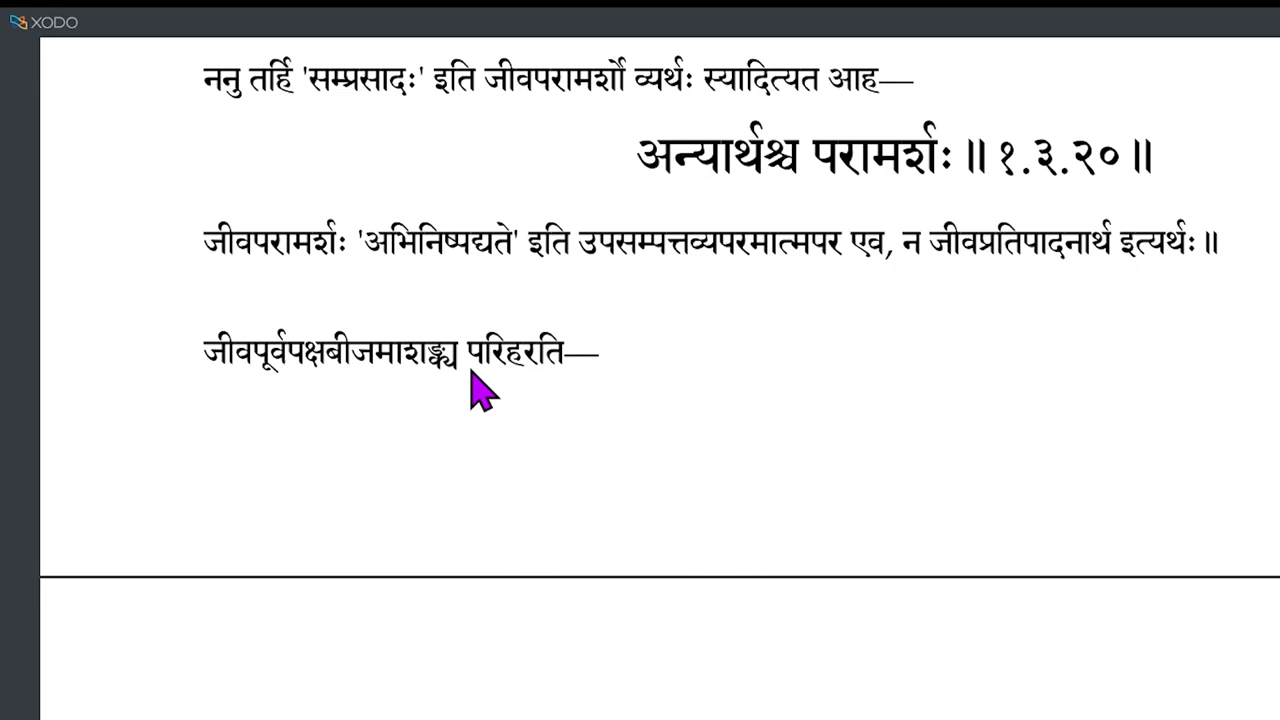 XODO
ननु तर्हि 'सम्प्रसादः' इति जीवपरामर्शो व्यर्थः स्यादित्यत आह—
अन्यार्थश्च परामर्शः ॥ १.३.२० ॥
जीवपरामर्शः 'अभिनिष्पद्यते' इति उपसम्पत्तव्यपरमात्मपर एव, न जीवप्रतिपादनार्थ इत्यर्थः ॥
जीवपूर्वपक्षबीजमाशङ्क्य परिहरति—